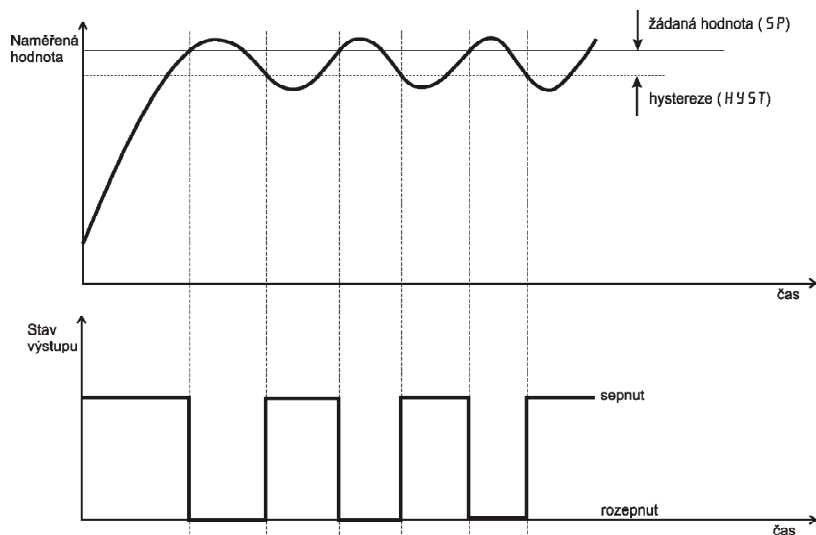 Naměřená
hodnota
žádaná hodnota (SP)
hystereze (HYST)
čas
Stav
výstupu
sepnut
rozepnut
čas